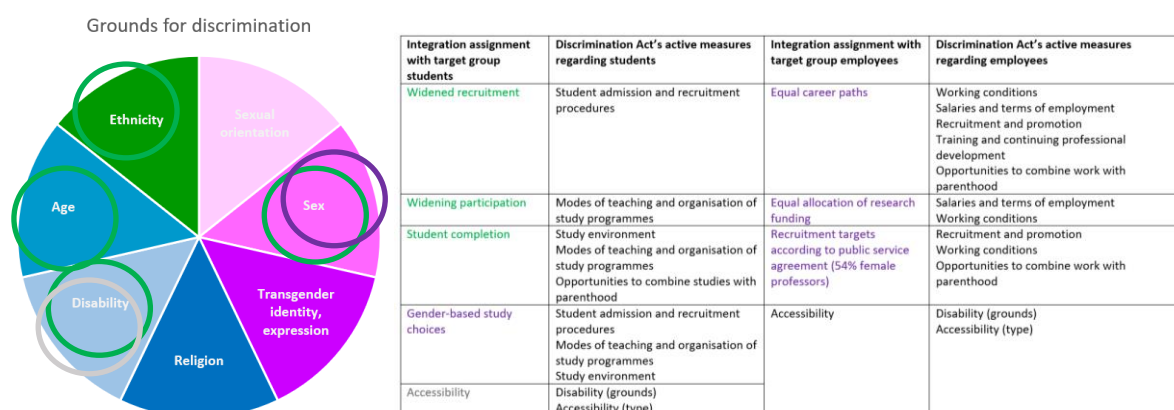 Grounds for discrimination
Ethnicity
Sexual
orientation
Age
Sex
Disability
Transgender
identity,
expression
Religion
Integration assignment
with target group
students
Discrimination Act's active measures
regarding students
Integration assignment with
target group employees
Discrimination Act's active measures
regarding employees
Widened recruitment
Student admission and recruitment
procedures
Equal career paths
Working conditions
Salaries and terms of employment
Recruitment and promotion
Training and continuing professional
development
Opportunities to combine work with
parenthood
Widening participation
Modes of teaching and organisation of
study programmes
Equal allocation of research
funding
Salaries and terms of employment
Working conditions
Student completion
Study environment
Modes of teaching and organisation of
study programmes
Opportunities to combine studies with
parenthood
Recruitment targets
according to public service
agreement (54% female
professors)
Recruitment and promotion
Working conditions
Opportunities to combine work with
parenthood
Gender-based study
choices
Student admission and recruitment
procedures
Modes of teaching and organisation of
study programmes
Study environment
Accessibility
Disability (grounds)
Accessibility (type)
Accessibility
Disability (grounds)
Accessibility (type)